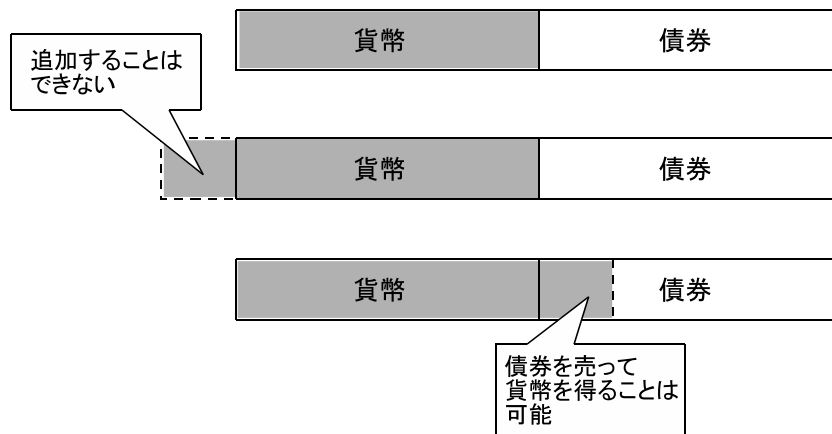 貨幣 債券
追加することは
できない
貨幣 債券
貨幣 債券
債券を売って
貨幣を得ることは
可能